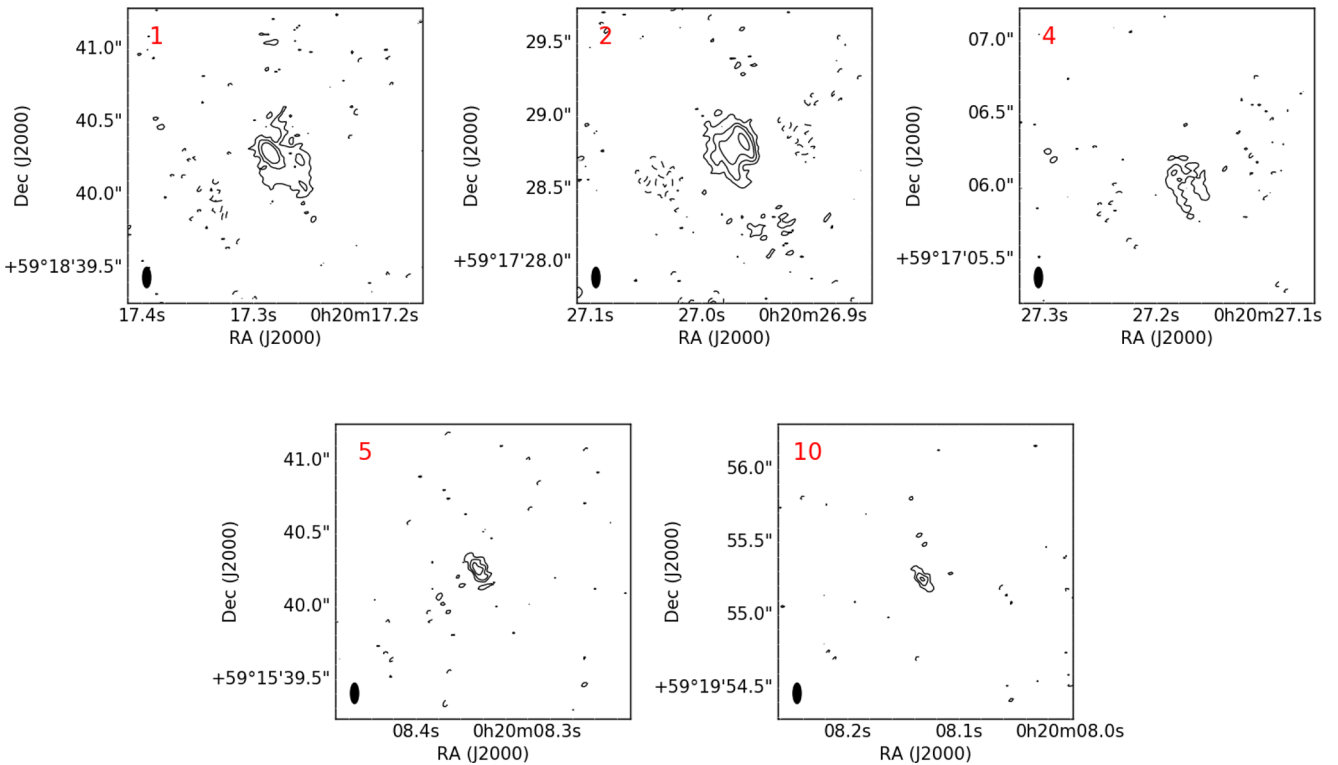 1
41.0"
40.5"
40.0"
+59°18'39.5"
Dec (J2000)
17.4s 17.3s 0h20m17.2s
RA (J2000)
2
29.5"
29.0"
28.5"
+59°17'28.0"
Dec (J2000)
27.1s 27.0s 0h20m26.9s
RA (J2000)
4
07.0"
06.5"
06.0"
+59°17'05.5"
Dec (J2000)
27.3s 27.2s 0h20m27.1s
RA (J2000)
5
41.0"
40.5"
40.0"
+59°15'39.5"
Dec (J2000)
08.4s 0h20m08.3s
RA (J2000)
10
56.0"
55.5"
55.0"
+59°19'54.5"
Dec (J2000)
08.2s 08.1s 0h20m08.0s
RA (J2000)